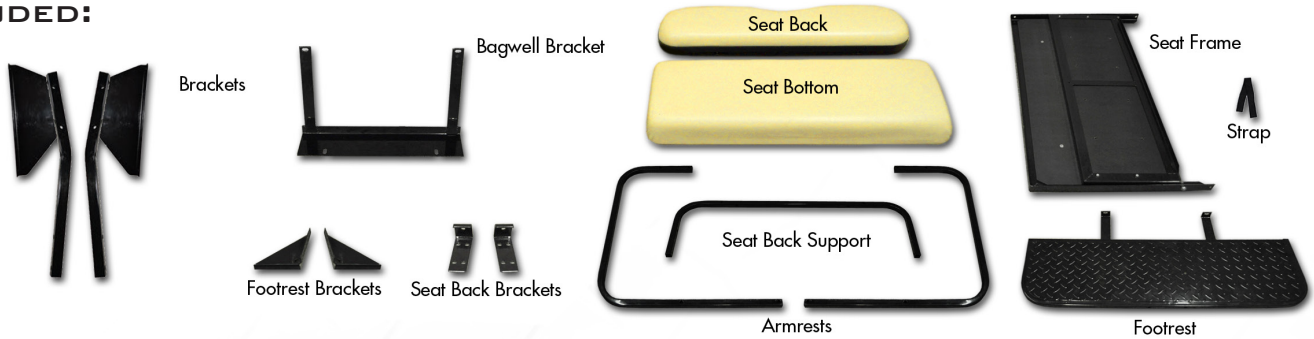 UDED:
Brackets
Bagwell Bracket
Seat Back
Seat Bottom
Seat Frame
Strap
Footrest Brackets
Seat Back Brackets
Seat Back Support
Armrests
Footrest